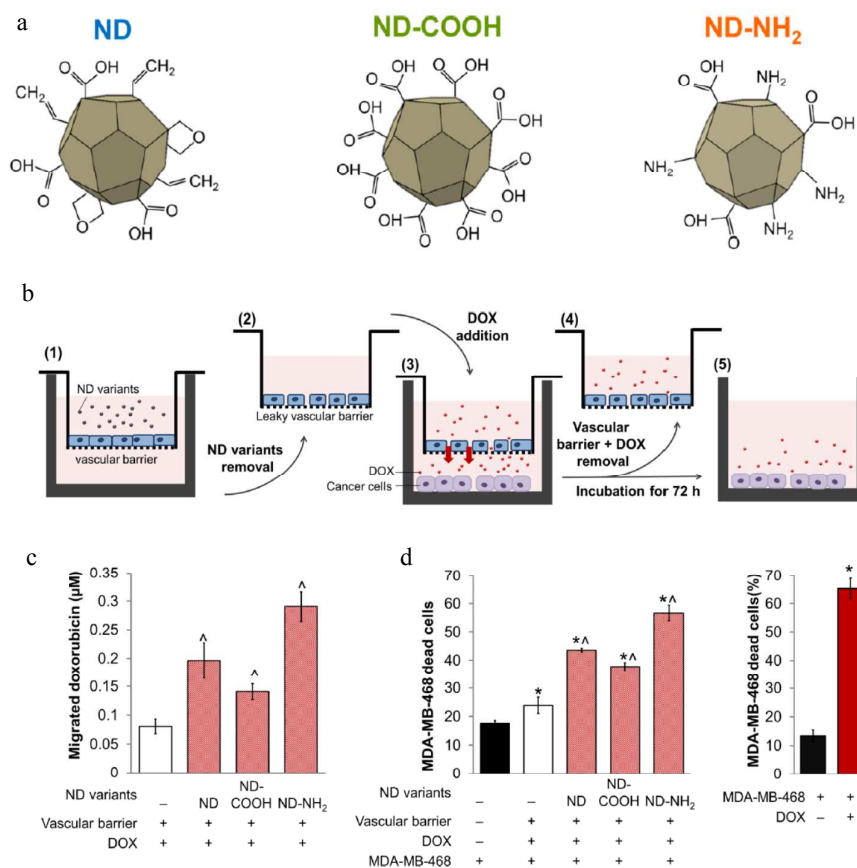 a
ND
ND-COOH
ND-NH2
O
OH
CH2
CH2
O
OH
O
CH2
O
O
OH
OH
O
OH
O
OH
O
OH
O
OH
O
OH
O
OH
O
OH
O
OH
O
OH
NH2
O
OH
NH2
NH2
O
OH
NH2
b
(1)
ND variants
vascular barrier
ND variants
removal
(2)
Leaky vascular barrier
DOX
addition
(3)
DOX
Cancer cells
(4)
Vascular
barrier + DOX
removal
Incubation for 72 h
(5)
c
Migrated doxorubicin (µM)
0.35
0.3
0.25
0.2
0.15
0.1
0.05
0
^
^
^
ND variants – ND ND-COOH ND-NH2
Vascular barrier + + + +
DOX + + + +
d
MDA-MB-468 dead cells
70
60
50
40
30
20
10
0
*
*^
*^
*^
ND variants – – ND ND-COOH ND-NH2
Vascular barrier – + + + +
DOX – + + + +
MDA-MB-468 + + + + +
MDA-MB-468 dead cells(%)
70
60
50
40
30
20
10
0
*
MDA-MB-468 + +
DOX – +